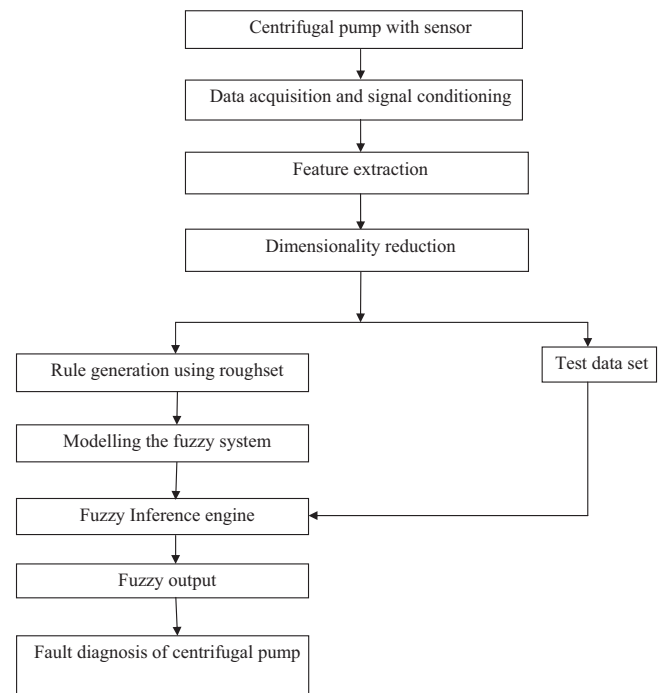 Centrifugal pump with sensor
Data acquisition and signal conditioning
Feature extraction
Dimensionality reduction
Rule generation using roughset
Test data set
Modelling the fuzzy system
Fuzzy Inference engine
Fuzzy output
Fault diagnosis of centrifugal pump